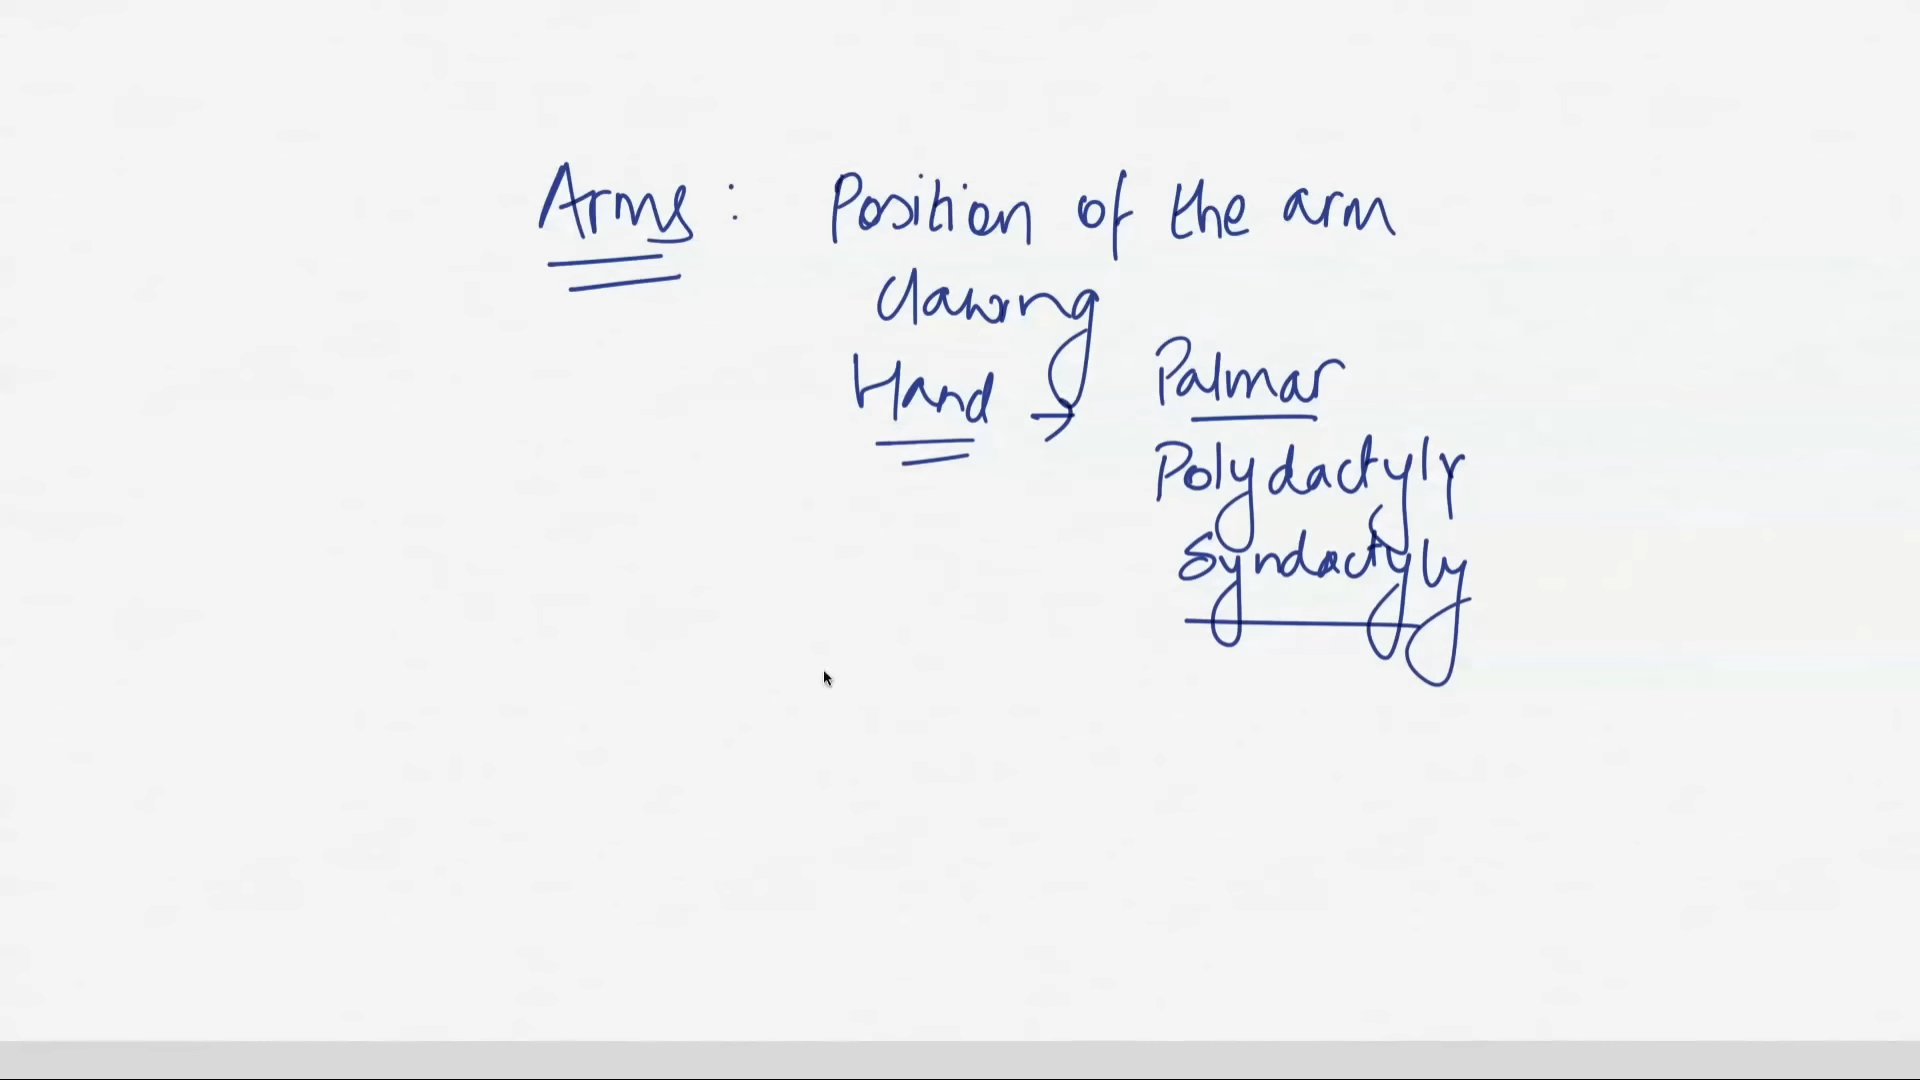 Arms : Position of the arm
Clawing
Hand → Palmar
Polydactyly
Syndactyly